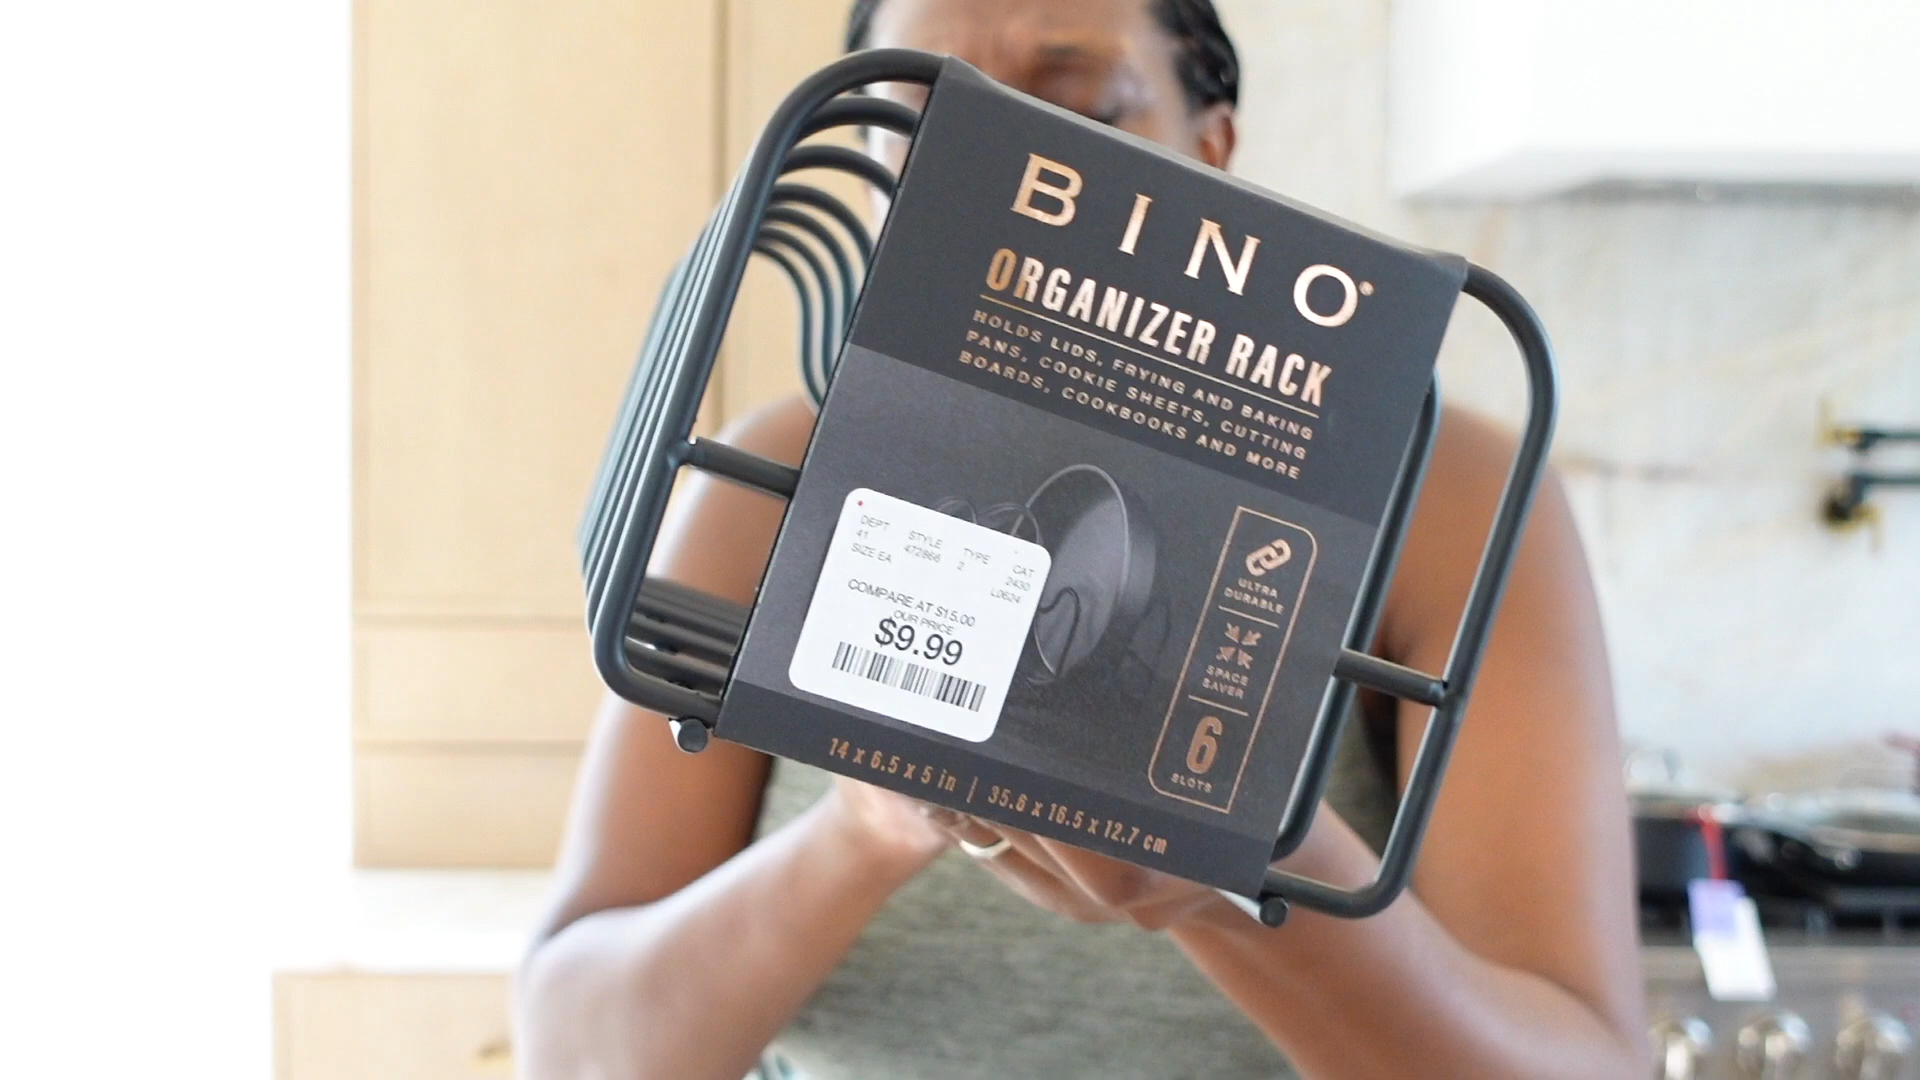 BINO®
ORGANIZER RACK
HOLDS LIDS, FRYING AND BAKING
PANS, COOKIE SHEETS, CUTTING
BOARDS, COOKBOOKS AND MORE
DEPT STYLE TYPE CAT
41 472866 2 2430
SIZE EA L0624
COMPARE AT $15.00
OUR PRICE
$9.99
ULTRA
DURABLE
SPACE
SAVER
6
SLOTS
14 x 6.5 x 5 in | 35.6 x 16.5 x 12.7 cm